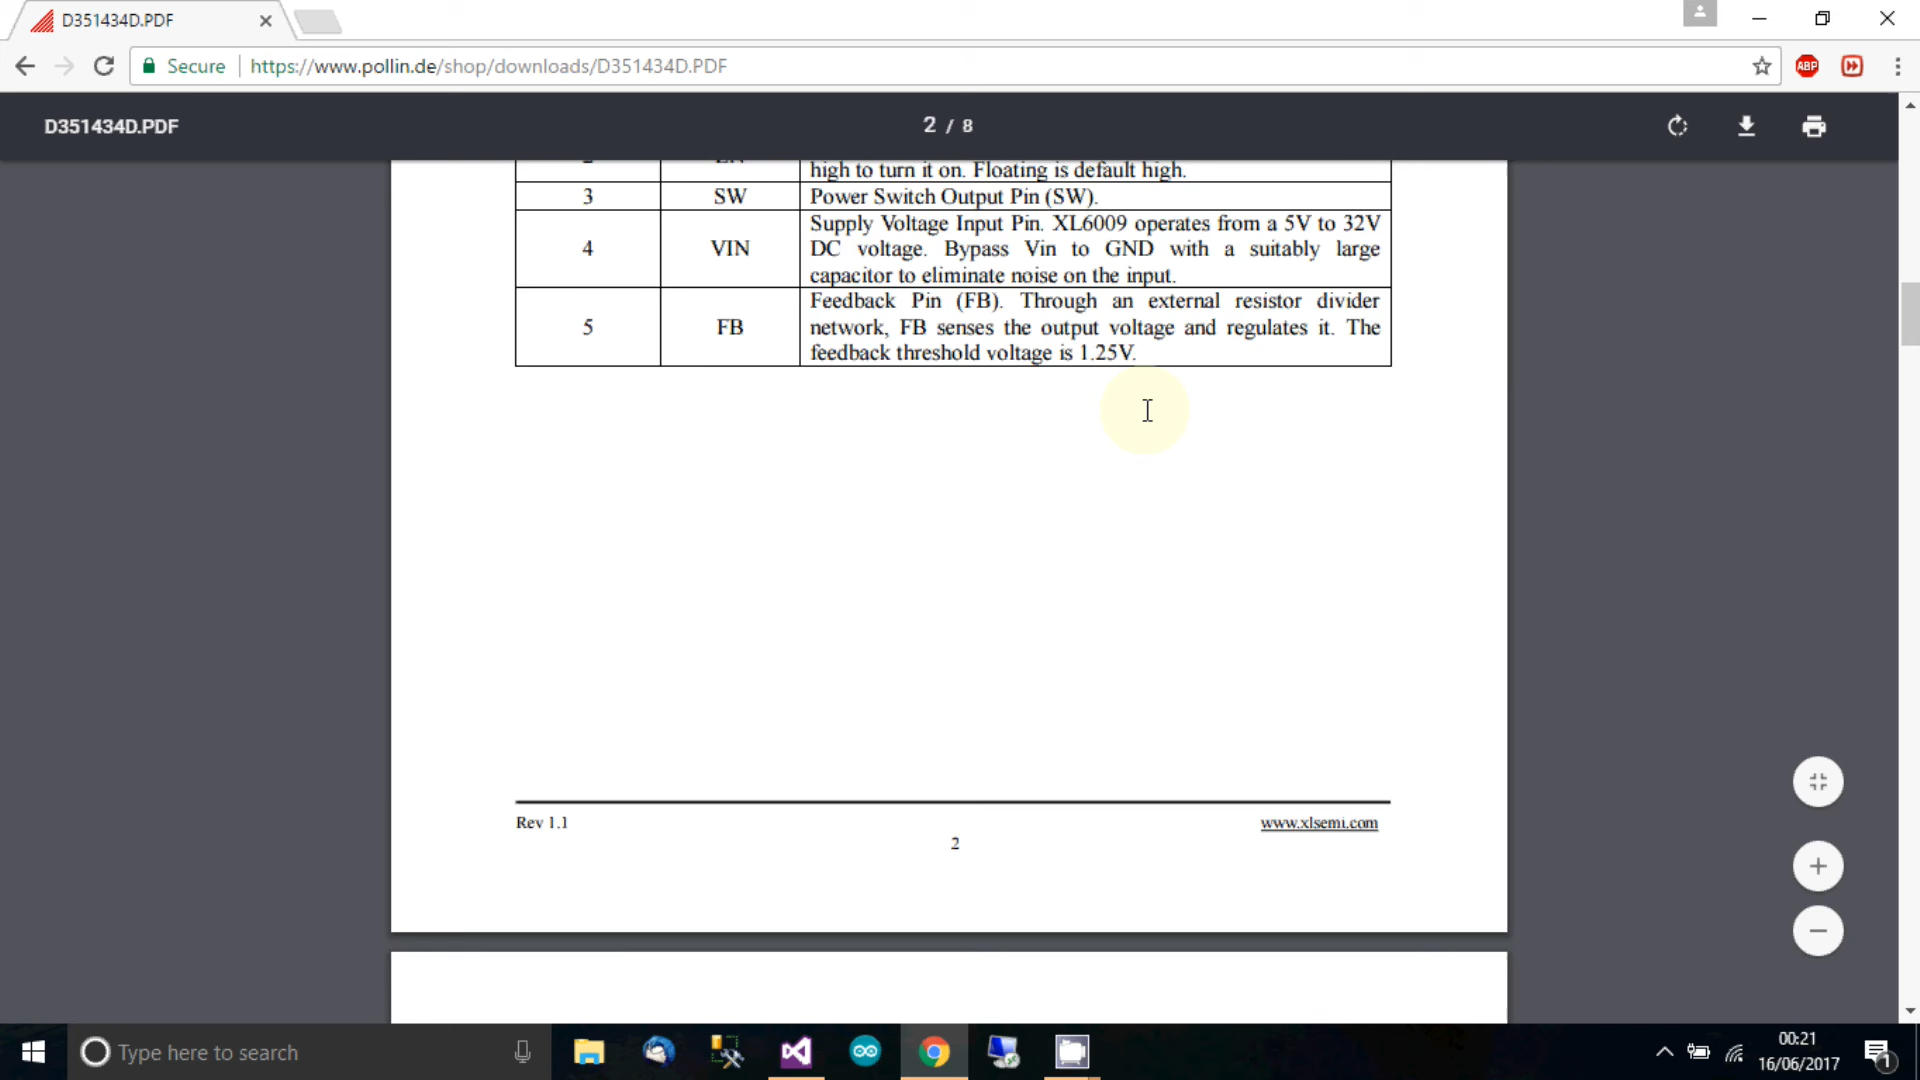 D351434D.PDF
Secure https://www.pollin.de/shop/downloads/D351434D.PDF
ABP
D351434D.PDF
2 / 8
high to turn it on. Floating is default high.
3 SW Power Switch Output Pin (SW).
4 VIN Supply Voltage Input Pin. XL6009 operates from a 5V to 32V
DC voltage. Bypass Vin to GND with a suitably large
capacitor to eliminate noise on the input.
5 FB Feedback Pin (FB). Through an external resistor divider
network, FB senses the output voltage and regulates it. The
feedback threshold voltage is 1.25V.
Rev 1.1
www.xlsemi.com
2
Type here to search
00:21
16/06/2017
1